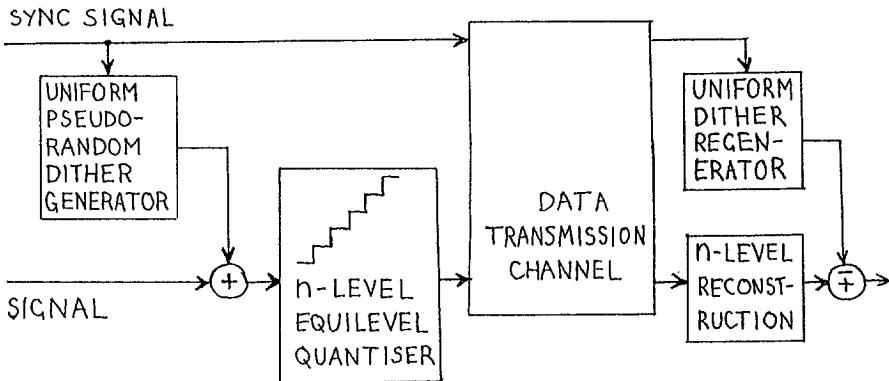 SYNC SIGNAL
UNIFORM
PSEUDO-
RANDOM
DITHER
GENERATOR
+
SIGNAL
n-LEVEL
EQUILEVEL
QUANTISER
DATA
TRANSMISSION
CHANNEL
UNIFORM
DITHER
REGEN-
ERATOR
n-LEVEL
RECONST-
RUCTION
-
+